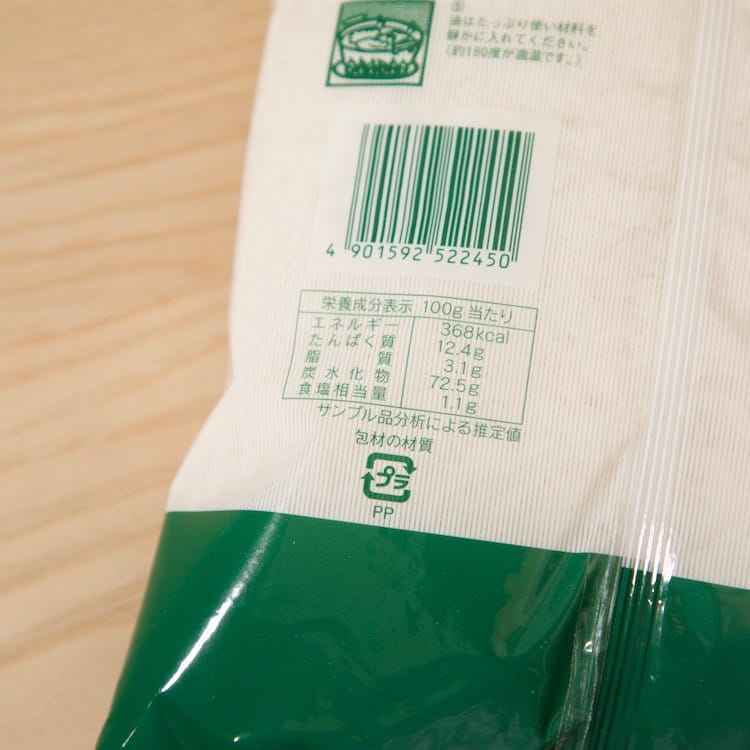 ⑤
油はたっぷり使い材料を
静かに入れてください。
(約180度が適温です。)
4 901592 522450
栄養成分表示 100g当たり
エネルギー 368kcal
たんぱく質 12.4g
脂質 3.1g
炭水化物 72.5g
食塩相当量 1.1g
サンプル品分析による推定値
包材の材質
プラ
PP